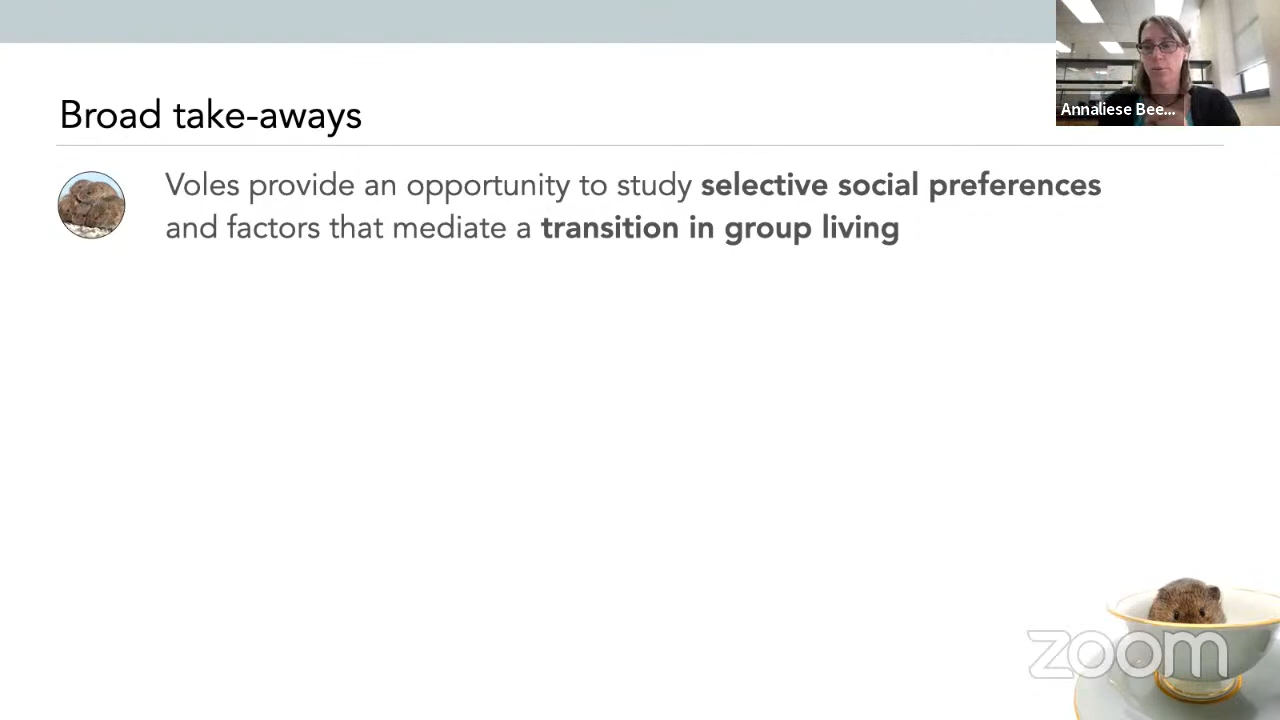 Annaliese Bee...
Broad take-aways
Voles provide an opportunity to study selective social preferences
and factors that mediate a transition in group living
zoom